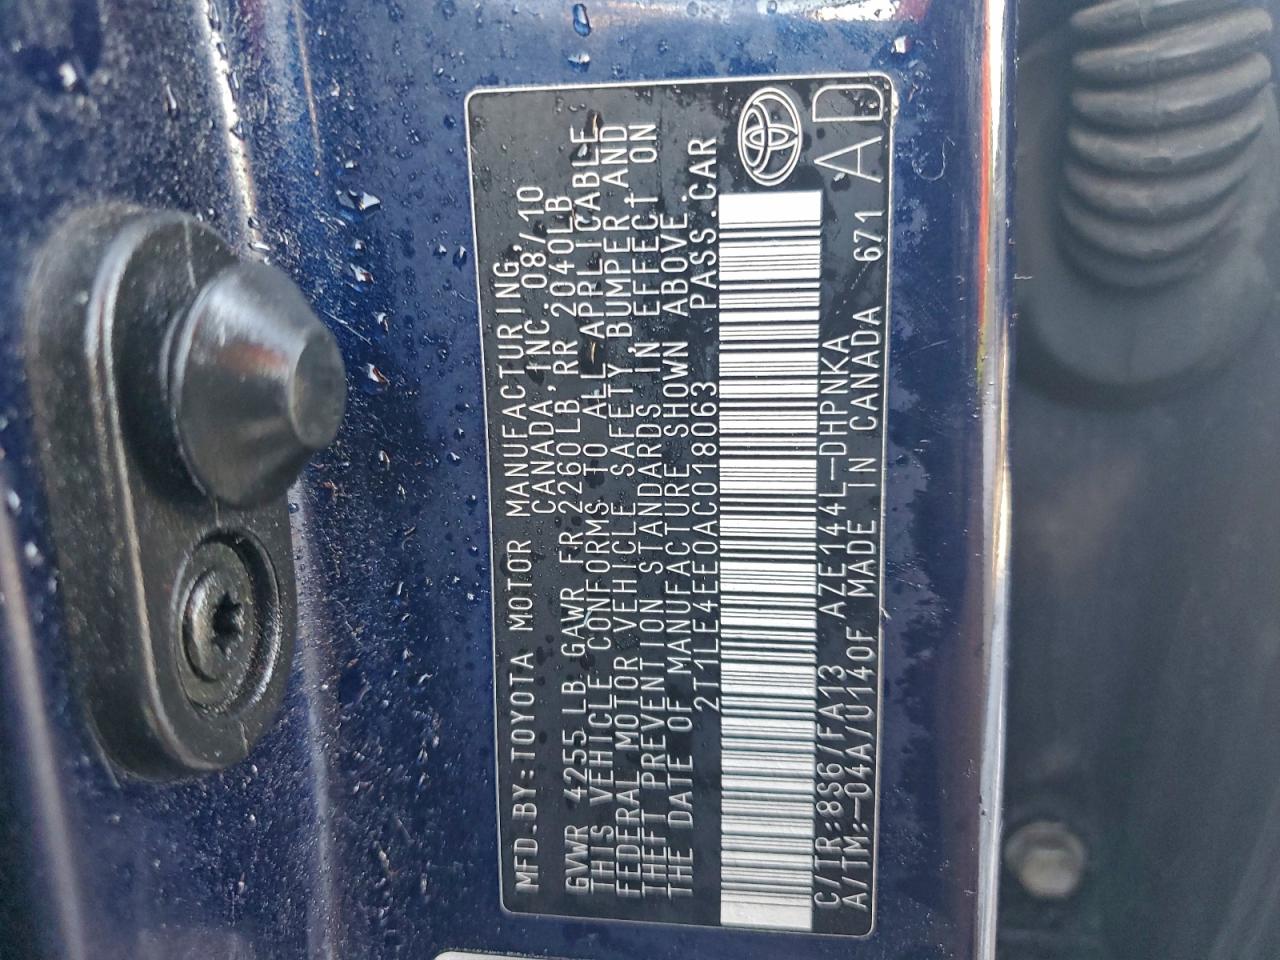 MFD.BY:TOYOTA MOTOR MANUFACTURING,
CANADA,INC.08/10
GVWR 4255 LB GAWR FR 2260LB RR 2040LB
THIS VEHICLE CONFORMS TO ALL APPLICABLE
FEDERAL MOTOR VEHICLE SAFETY,BUMPER,AND
THEFT PREVENTION STANDARDS IN EFFECT ON
THE DATE OF MANUFACTURE SHOWN ABOVE.
2T1LE4EE0AC018063 PASS.CAR
C/TR:8S6/FA13 AZE144L-DHPNKA
A/TM:-04A/U140F MADE IN CANADA 671
AD